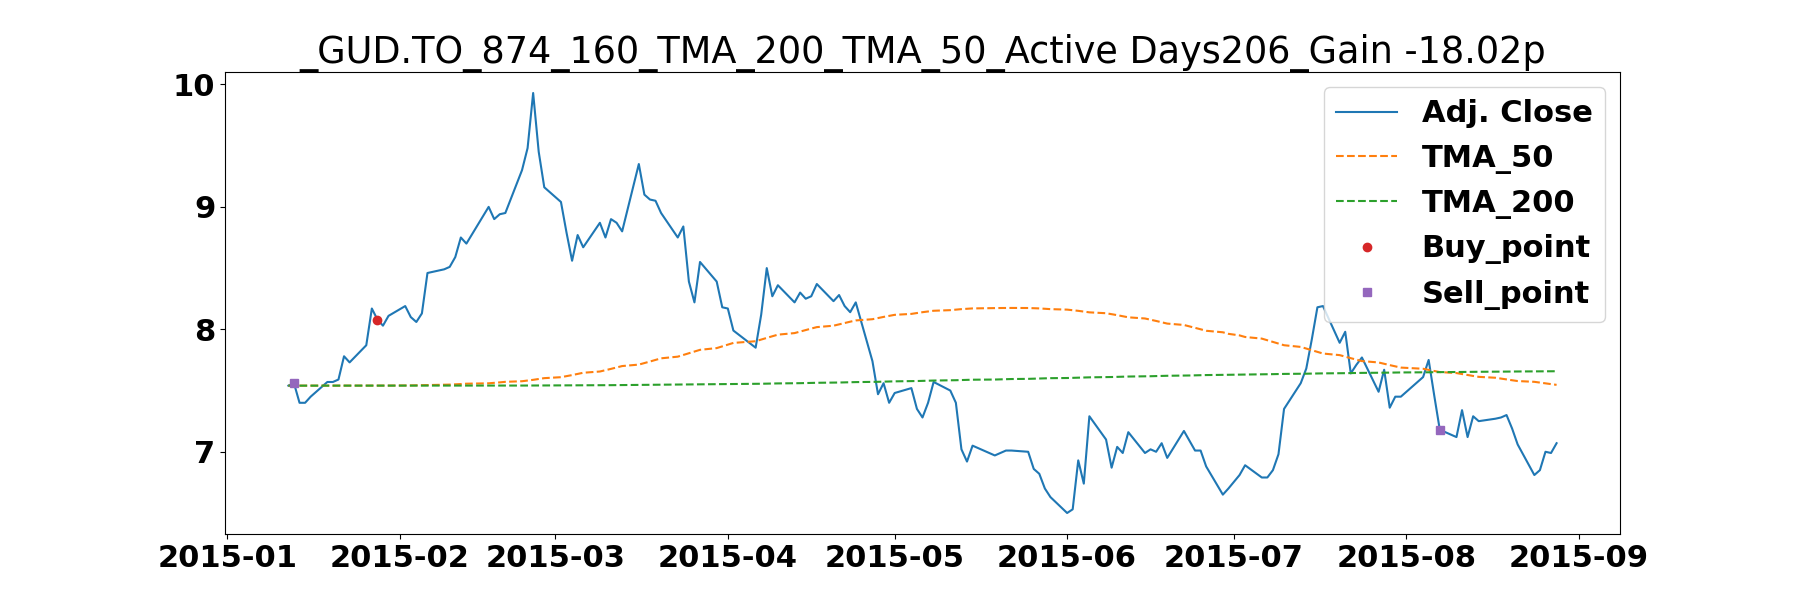 _GUD.TO_874_160_TMA_200_TMA_50_Active Days206_Gain -18.02p
10
9
8
7
Adj. Close
TMA_50
TMA_200
Buy_point
Sell_point
2015-01 2015-02 2015-03 2015-04 2015-05 2015-06 2015-07 2015-08 2015-09